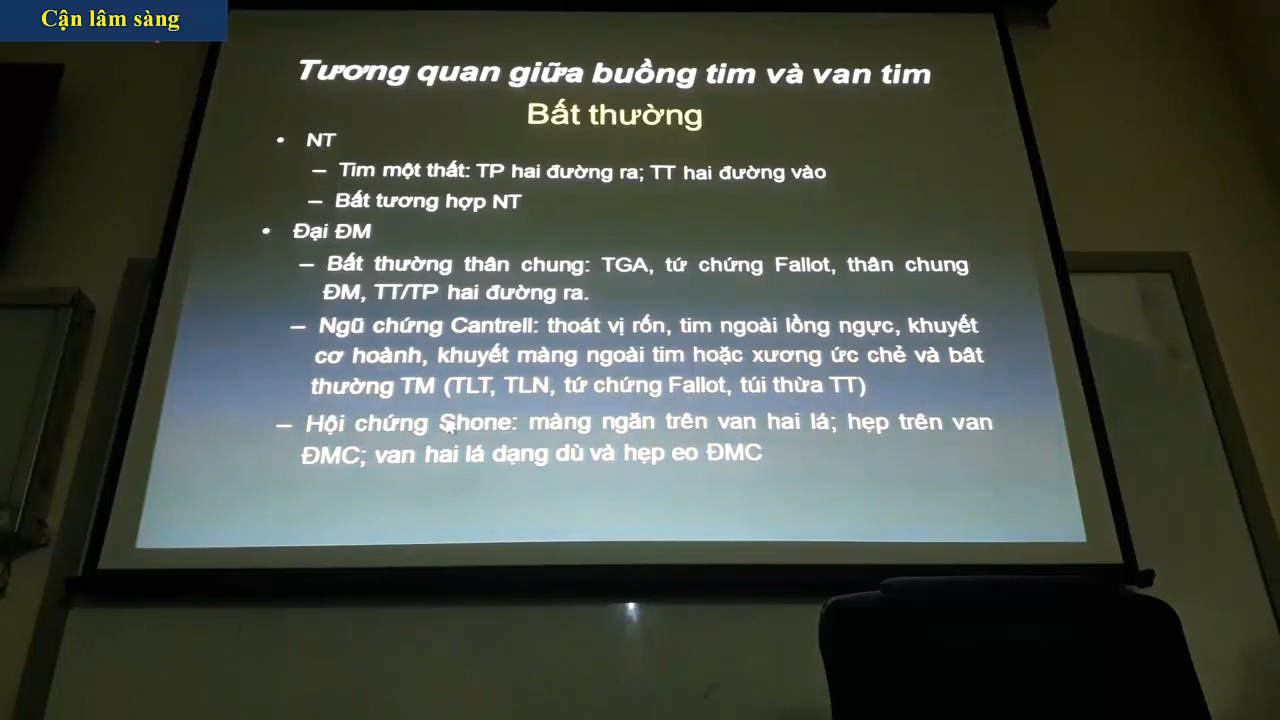 Cận lâm sàng
Tương quan giữa buồng tim và van tim
Bất thường
• NT
– Tim một thất: TP hai đường ra; TT hai đường vào
– Bất tương hợp NT
• Đại ĐM
– Bất thường thân chung: TGA, tứ chứng Fallot, thân chung
ĐM, TT/TP hai đường ra.
– Ngũ chứng Cantrell: thoát vị rốn, tim ngoài lồng ngực, khuyết
cơ hoành, khuyết màng ngoài tim hoặc xương ức chẻ và bât
thường TM (TLT, TLN, tứ chứng Fallot, túi thừa TT)
– Hội chứng Shone: màng ngăn trên van hai lá; hẹp trên van
ĐMC; van hai lá dạng dù và hẹp eo ĐMC